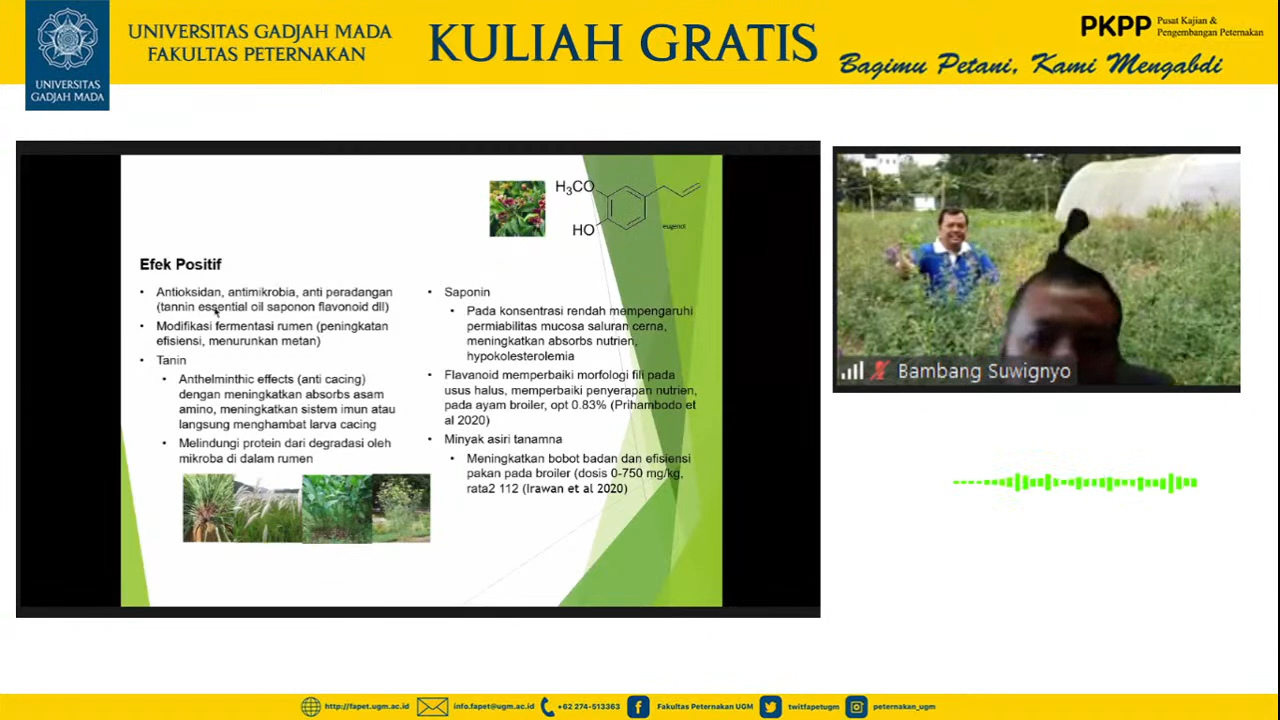 UNIVERSITAS GADJAH MADA
FAKULTAS PETERNAKAN
UNIVERSITAS
GADJAH MADA
KULIAH GRATIS
PKPP
Pusat Kajian &
Pengembangan Peternakan
Bagimu Petani, Kami Mengabdi
H₃CO
HO
eugenol
Efek Positif
• Antioksidan, antimikrobia, anti peradangan
(tannin essential oil saponon flavonoid dll)
• Modifikasi fermentasi rumen (peningkatan
efisiensi, menurunkan metan)
• Tanin
• Anthelminthic effects (anti cacing)
dengan meningkatkan absorbs asam
amino, meningkatkan sistem imun atau
langsung menghambat larva cacing
• Melindungi protein dari degradasi oleh
mikroba di dalam rumen
• Saponin
• Pada konsentrasi rendah mempengaruhi
permiabilitas mucosa saluran cerna,
meningkatkan absorbs nutrien,
hypokolesterolemia
• Flavanoid memperbaiki morfologi fili pada
usus halus, memperbaiki penyerapan nutrien,
pada ayam broiler, opt 0.83% (Prihambodo et
al 2020)
• Minyak asiri tanamna
• Meningkatkan bobot badan dan efisiensi
pakan pada broiler (dosis 0-750 mg/kg,
rata2 112 (Irawan et al 2020)
Bambang Suwignyo
http://fapet.ugm.ac.id
info.fapet@ugm.ac.id
+62 274-513363
Fakultas Peternakan UGM
twitfapetugm
peternakan_ugm